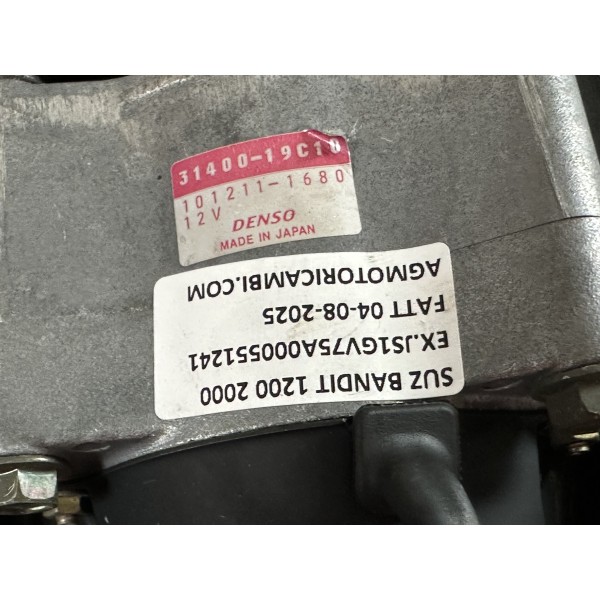 31400-19C10
101211-1680
12V DENSO
MADE IN JAPAN
SUZ BANDIT 1200 2000
EX.JS1GV75A000551241
FATT 04-08-2025
AGMOTORICAMBI.COM